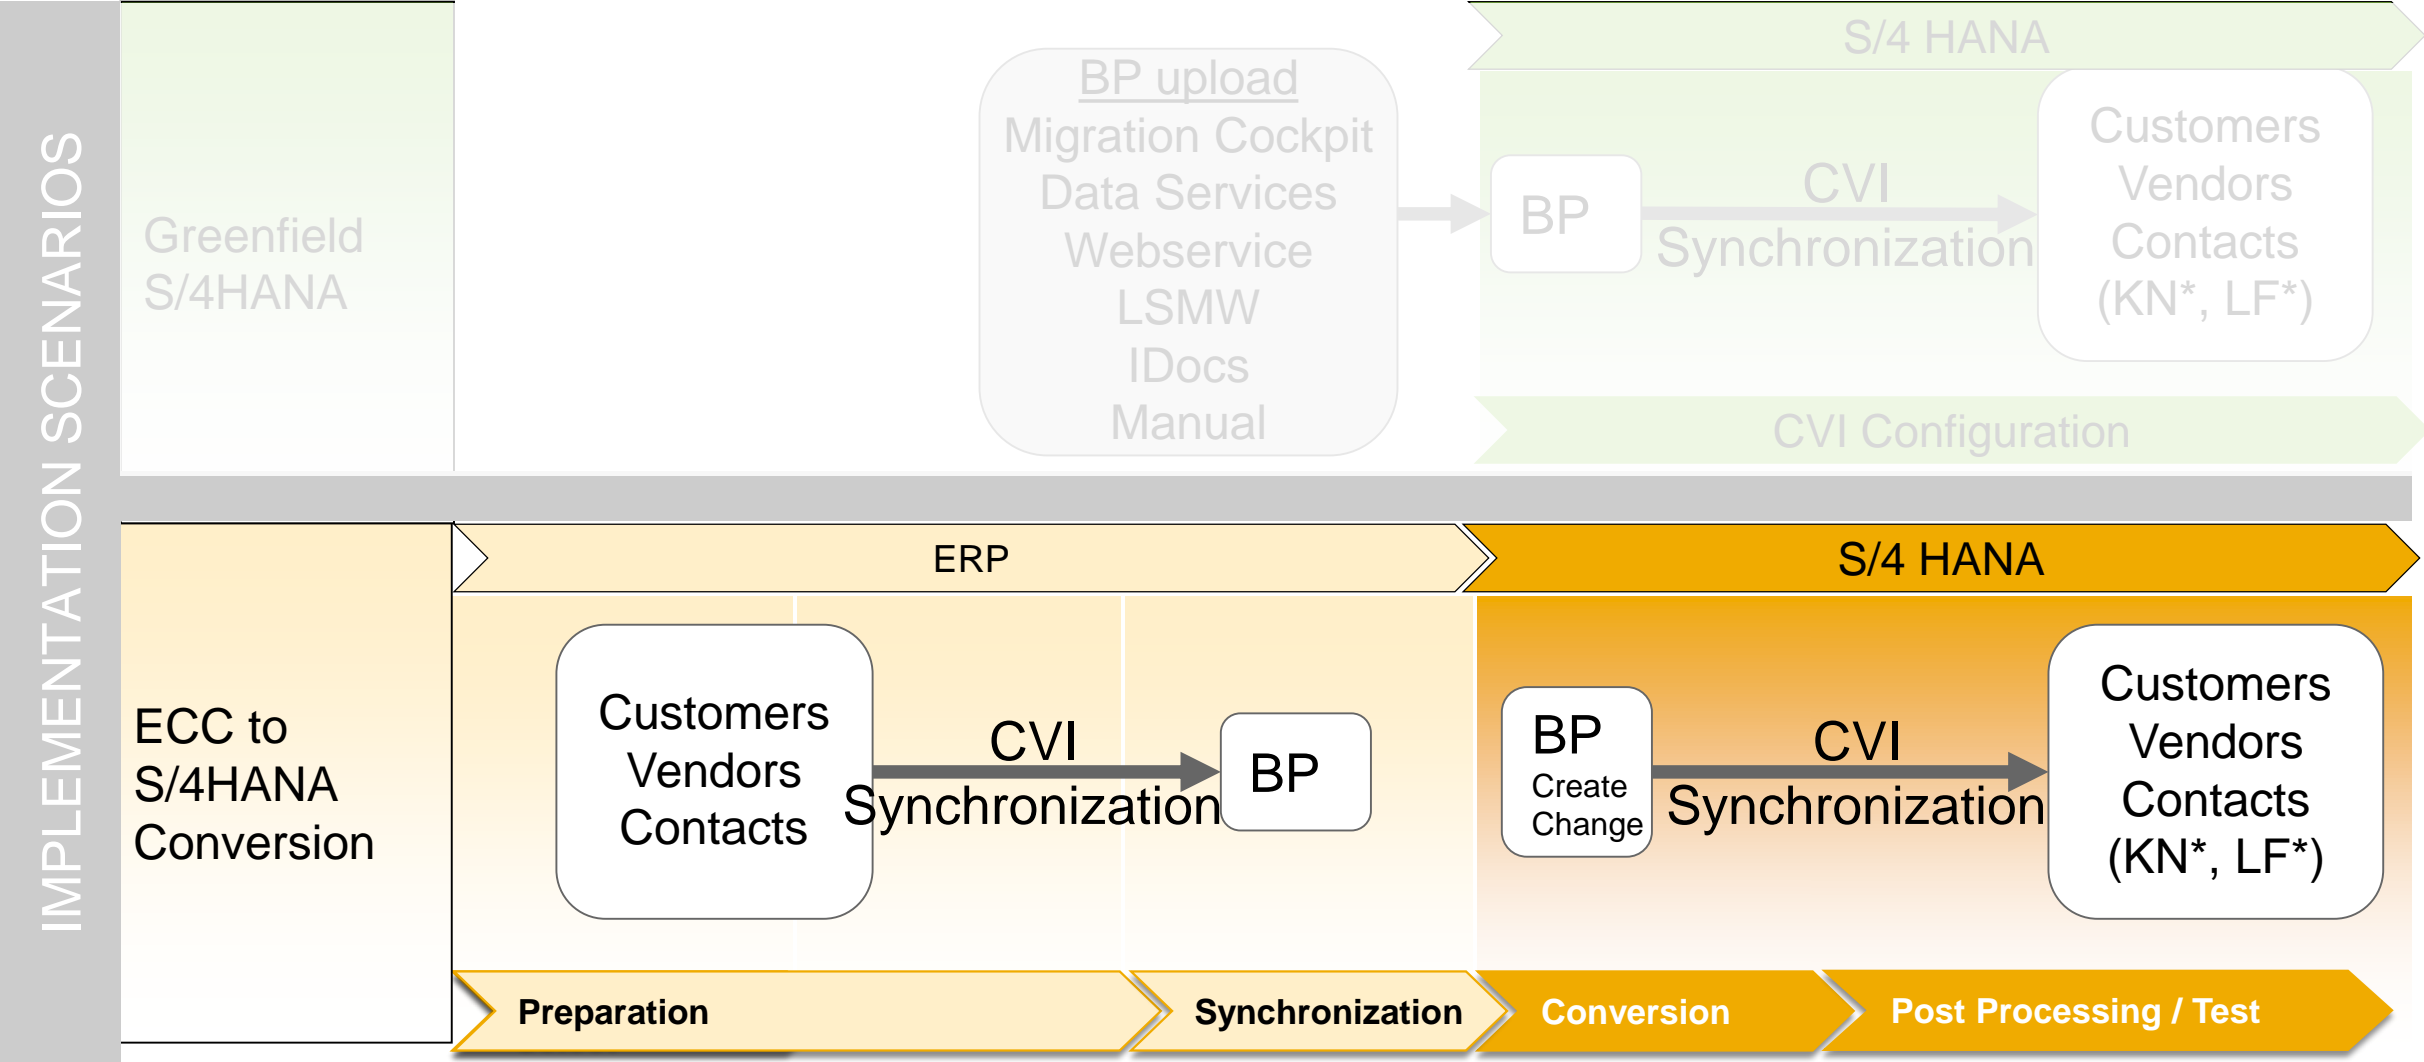 IMPLEMENTATION SCENARIOS
Greenfield
S/4HANA
BP upload
Migration Cockpit
Data Services
Webservice
LSMW
IDocs
Manual
S/4 HANA
BP
CVI
Synchronization
Customers
Vendors
Contacts
(KN*, LF*)
CVI Configuration
ECC to
S/4HANA
Conversion
ERP
S/4 HANA
Customers
Vendors
Contacts
CVI
Synchronization
BP
BP
Create
Change
CVI
Synchronization
Customers
Vendors
Contacts
(KN*, LF*)
Preparation
Synchronization
Conversion
Post Processing / Test